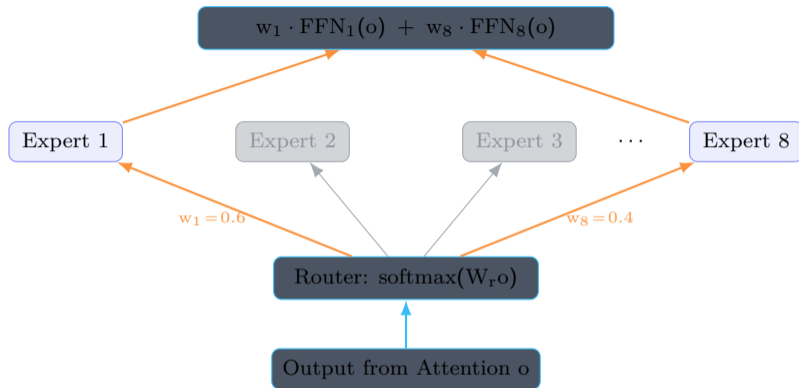 w₁ · FFN₁(o) + w₈ · FFN₈(o)
Expert 1
Expert 2
Expert 3
...
Expert 8
w₁ = 0.6
w₈ = 0.4
Router: softmax(Wᵣo)
Output from Attention o